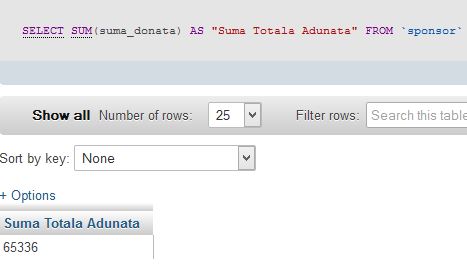 SELECT SUM(suma_donata) AS "Suma Totala Adunata" FROM `sponsor`
Show all Number of rows: 25 Filter rows: Search this table
Sort by key: None
+ Options
Suma Totala Adunata
65336